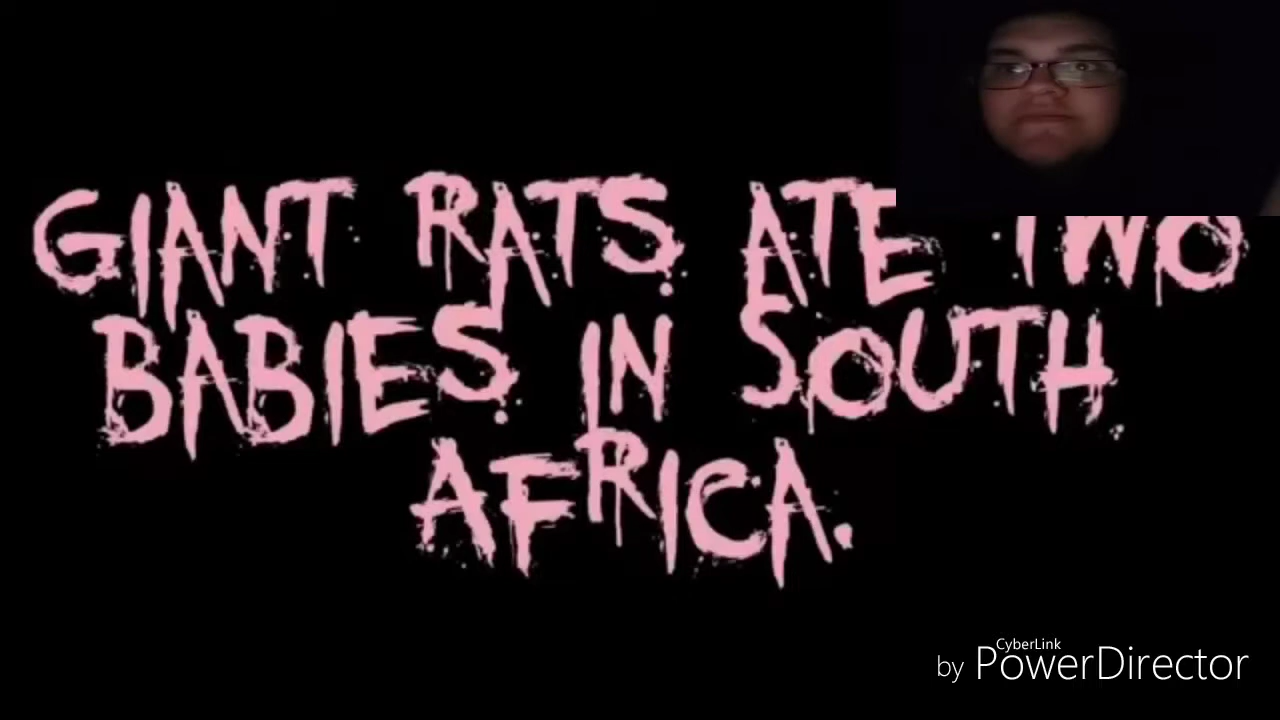 GIANT RATS ATE TWO
BABIES IN SOUTH
AFRICA.
CyberLink
by PowerDirector